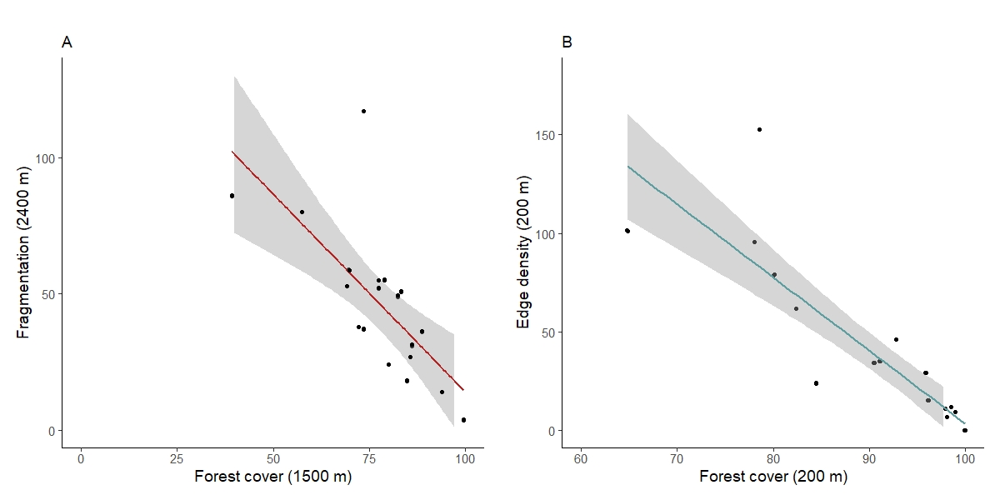 A
Fragmentation (2400 m)
100
50
0
0 25 50 75 100
Forest cover (1500 m)
B
Edge density (200 m)
150
100
50
0
60 70 80 90 100
Forest cover (200 m)